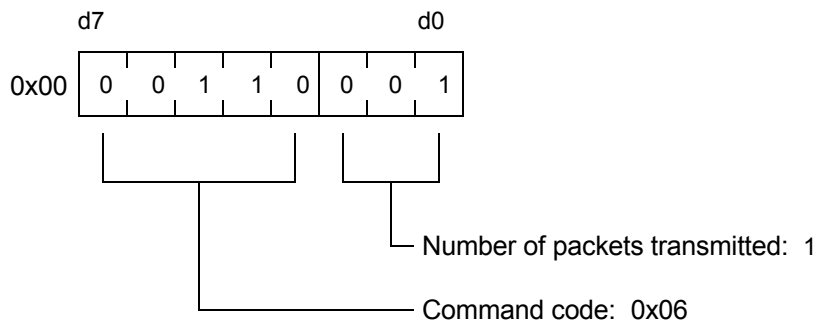 d7 d0
0x00 0 0 1 1 0 0 0 1
Number of packets transmitted: 1
Command code: 0x06